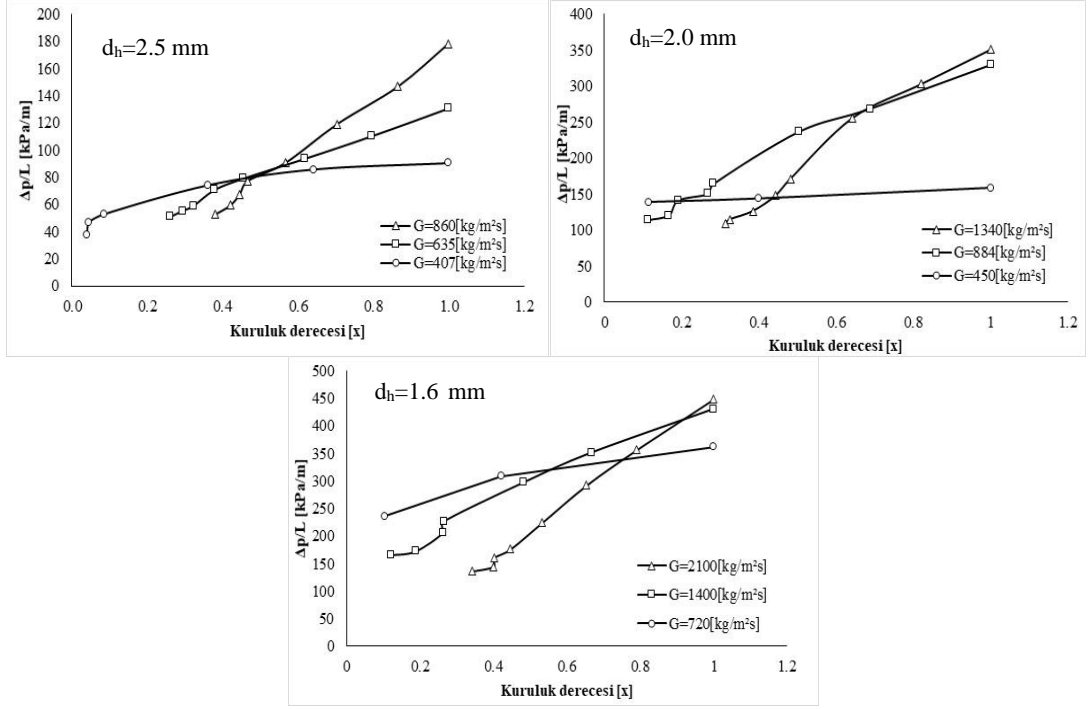 dₕ=2.5 mm
Δp/L [kPa/m]
200
180
160
140
120
100
80
60
40
20
0
0.0 0.2 0.4 0.6 0.8 1.0 1.2
Kuruluk derecesi [x]
G=860[kg/m²s]
G=635[kg/m²s]
G=407[kg/m²s]
dₕ=2.0 mm
Δp/L [kPa/m]
400
350
300
250
200
150
100
50
0
0 0.2 0.4 0.6 0.8 1 1.2
Kuruluk derecesi [x]
G=1340[kg/m²s]
G=884[kg/m²s]
G=450[kg/m²s]
dₕ=1.6 mm
Δp/L [kPa/m]
500
450
400
350
300
250
200
150
100
50
0
0 0.2 0.4 0.6 0.8 1 1.2
Kuruluk derecesi [x]
G=2100[kg/m²s]
G=1400[kg/m²s]
G=720[kg/m²s]